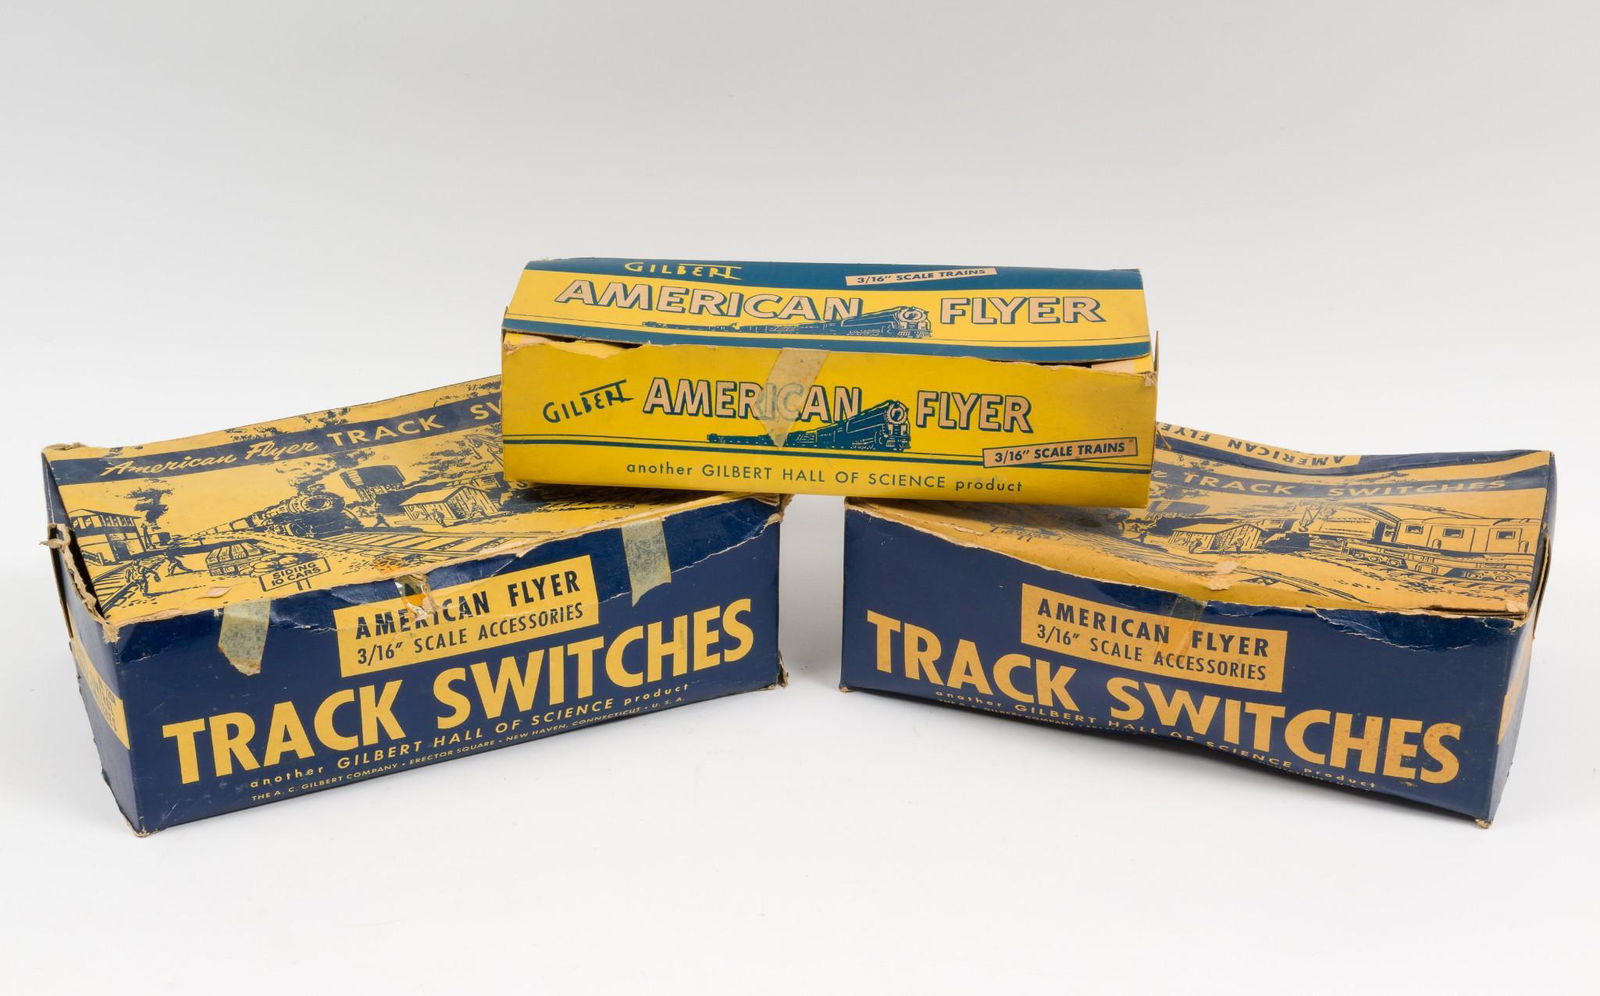 GILBERT
3/16" SCALE TRAINS
AMERICAN FLYER
GILBERT AMERICAN FLYER
3/16" SCALE TRAINS
another GILBERT HALL OF SCIENCE product
American Flyer TRACK SW
SIDING
10 CARS
AMERICAN FLYER
3/16" SCALE ACCESSORIES
TRACK SWITCHES
another GILBERT HALL OF SCIENCE product
THE A. C. GILBERT COMPANY • ERECTOR SQUARE • NEW HAVEN, CONNECTICUT • U. S. A.
AMERICAN FLYE
TRACK SWITCHES
AMERICAN FLYER
3/16" SCALE ACCESSORIES
TRACK SWITCHES
another GILBERT HALL OF SCIENCE product